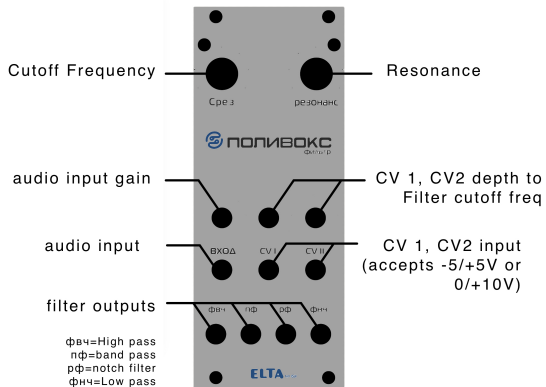 Cutoff Frequency
Resonance
Срез
резонанс
ПОЛИВОКС
фильтр
audio input gain
CV 1, CV2 depth to
Filter cutoff freq
audio input
ВХОД
CV I
CV II
CV 1, CV2 input
(accepts -5/+5V or
0/+10V)
filter outputs
фвч
пф
рф
фнч
фвч=High pass
пф=band pass
рф=notch filter
фнч=Low pass
ELTA